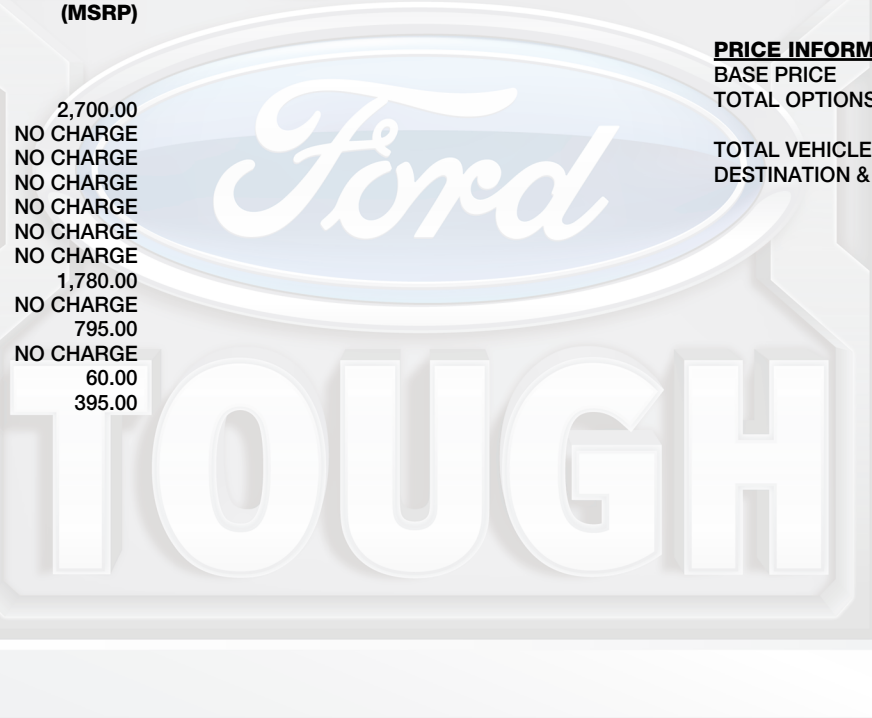 (MSRP)
2,700.00
NO CHARGE
NO CHARGE
NO CHARGE
NO CHARGE
NO CHARGE
NO CHARGE
1,780.00
NO CHARGE
795.00
NO CHARGE
60.00
395.00
PRICE INFORM
BASE PRICE
TOTAL OPTIONS
TOTAL VEHICLE
DESTINATION &
Ford
TOUGH